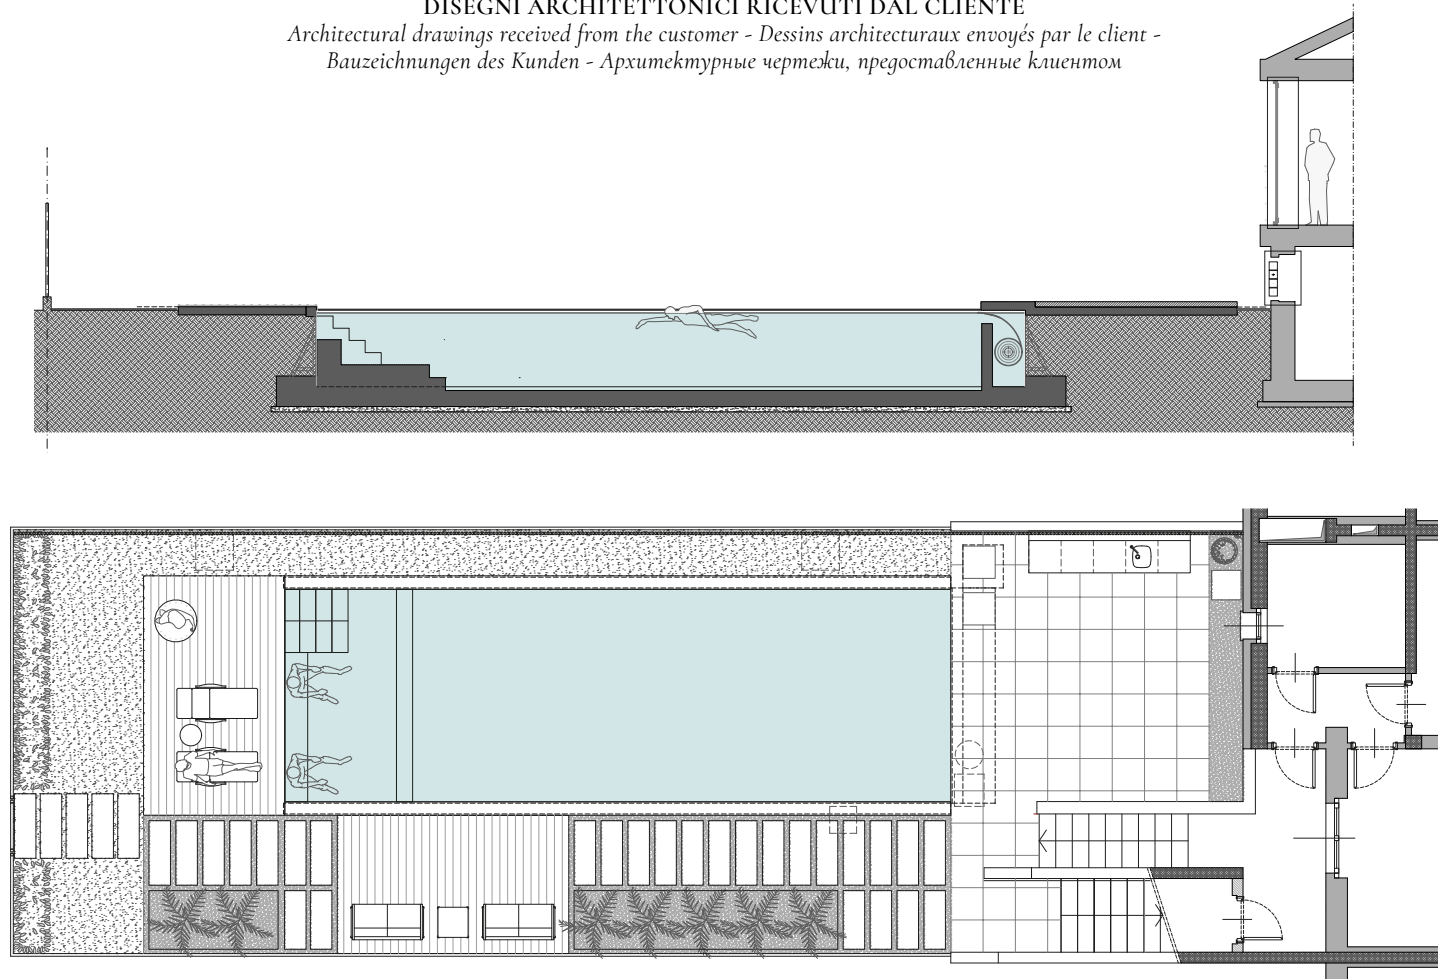 DISEGNI ARCHITETTONICI RICEVUTI DAL CLIENTE
Architectural drawings received from the customer - Dessins architecturaux envoyés par le client -
Bauzeichnungen des Kunden - Архитектурные чертежи, предоставленные клиентом